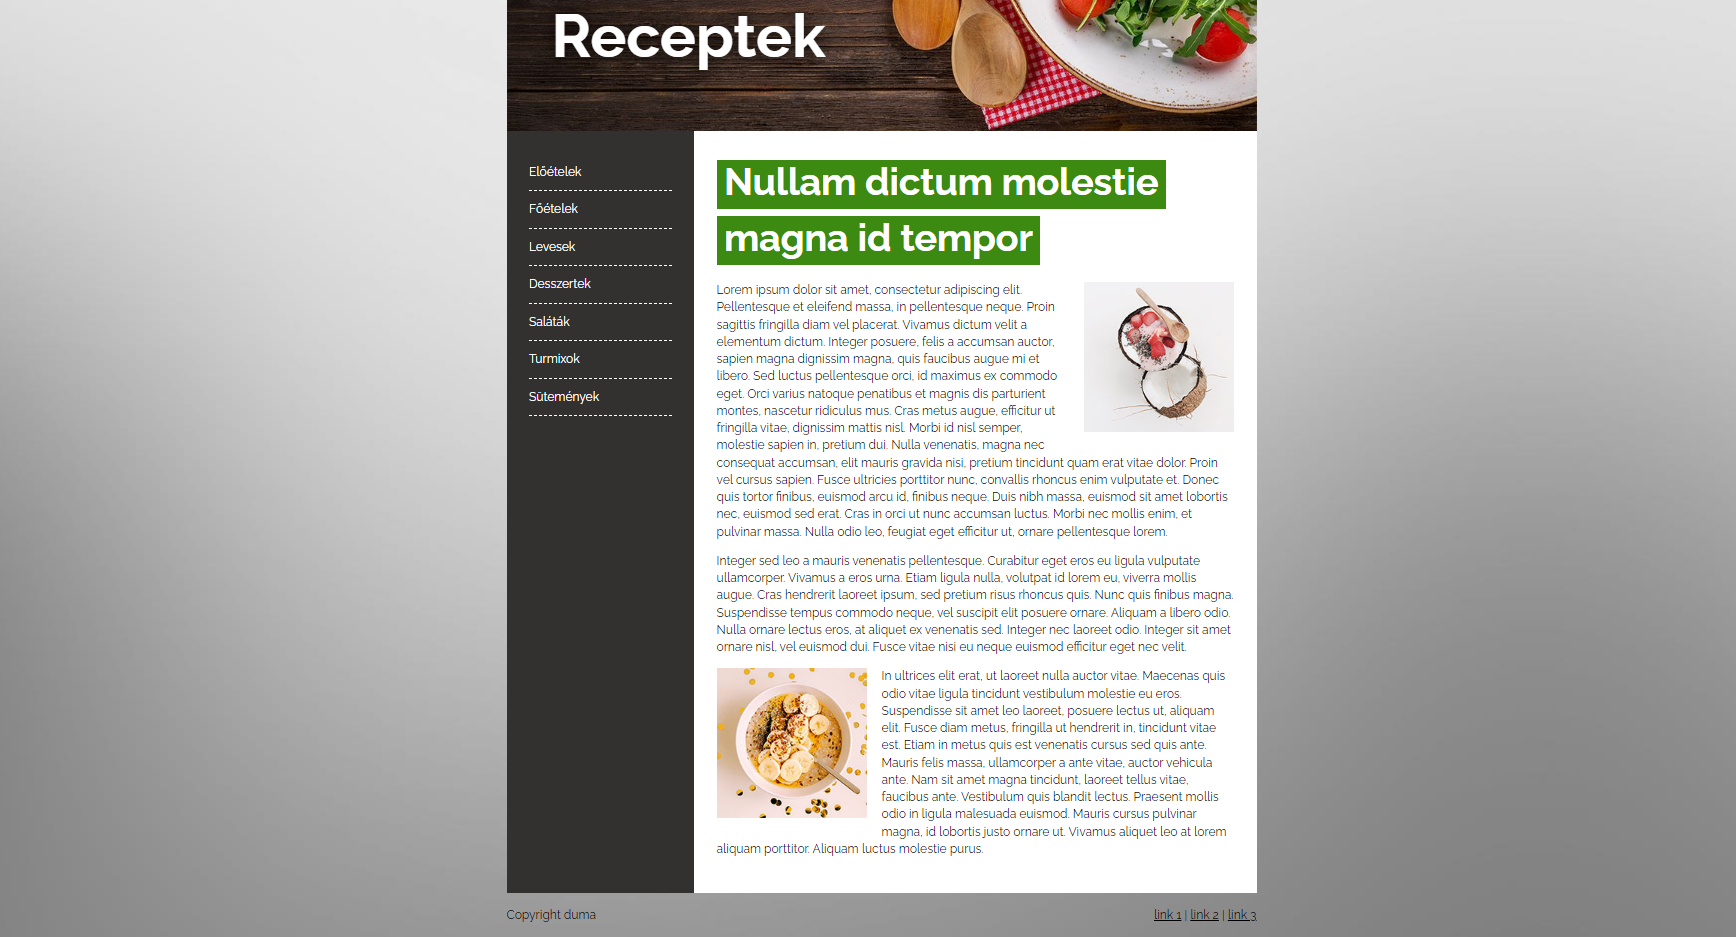 Receptek
Előételek
Főételek
Levesek
Desszertek
Saláták
Turmixok
Sütemények
Nullam dictum molestie
magna id tempor
Lorem ipsum dolor sit amet, consectetur adipiscing elit.
Pellentesque et eleifend massa, in pellentesque neque. Proin
sagittis fringilla diam vel placerat. Vivamus dictum velit a
elementum dictum. Integer posuere, felis a accumsan auctor,
sapien magna dignissim magna, quis faucibus augue mi et
libero. Sed luctus pellentesque orci, id maximus ex commodo
eget. Orci varius natoque penatibus et magnis dis parturient
montes, nascetur ridiculus mus. Cras metus augue, efficitur ut
fringilla vitae, dignissim mattis nisl. Morbi id nisl semper,
molestie sapien in, pretium dui. Nulla venenatis, magna nec
consequat accumsan, elit mauris gravida nisi, pretium tincidunt quam erat vitae dolor. Proin
vel cursus sapien. Fusce ultricies porttitor nunc, convallis rhoncus enim vulputate et. Donec
quis tortor finibus, euismod arcu id, finibus neque. Duis nibh massa, euismod sit amet lobortis
nec, euismod sed erat. Cras in orci ut nunc accumsan luctus. Morbi nec mollis enim, et
pulvinar massa. Nulla odio leo, feugiat eget efficitur ut, ornare pellentesque lorem.
Integer sed leo a mauris venenatis pellentesque. Curabitur eget eros eu ligula vulputate
ullamcorper. Vivamus a eros urna. Etiam ligula nulla, volutpat id lorem eu, viverra mollis
augue. Cras hendrerit laoreet ipsum, sed pretium risus rhoncus quis. Nunc quis finibus magna.
Suspendisse tempus commodo neque, vel suscipit elit posuere ornare. Aliquam a libero odio.
Nulla ornare lectus eros, at aliquet ex venenatis sed. Integer nec laoreet odio. Integer sit amet
ornare nisl, vel euismod dui. Fusce vitae nisi eu neque euismod efficitur eget nec velit.
In ultrices elit erat, ut laoreet nulla auctor vitae. Maecenas quis
odio vitae ligula tincidunt vestibulum molestie eu eros.
Suspendisse sit amet leo laoreet, posuere lectus ut, aliquam
elit. Fusce diam metus, fringilla ut hendrerit in, tincidunt vitae
est. Etiam in metus quis est venenatis cursus sed quis ante.
Mauris felis massa, ullamcorper a ante vitae, auctor vehicula
ante. Nam sit amet magna tincidunt, laoreet tellus vitae,
faucibus ante. Vestibulum quis blandit lectus. Praesent mollis
odio in ligula malesuada euismod. Mauris cursus pulvinar
magna, id lobortis justo ornare ut. Vivamus aliquet leo at lorem
aliquam porttitor. Aliquam luctus molestie purus.
Copyright duma
link 1 | link 2 | link 3